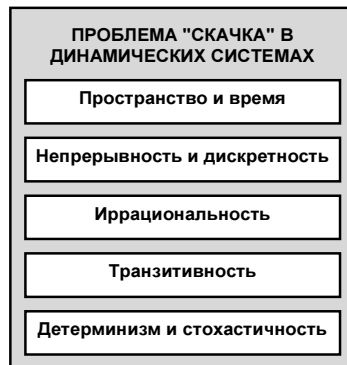 ПРОБЛЕМА "СКАЧКА" В
ДИНАМИЧЕСКИХ СИСТЕМАХ
Пространство и время
Непрерывность и дискретность
Иррациональность
Транзитивность
Детерминизм и стохастичность